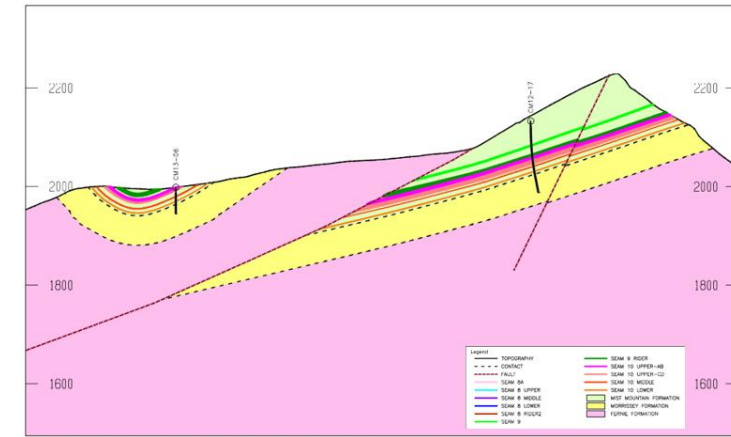 2200
2200
CM12-17
CM13-06
2000
2000
1800
1800
1600
1600
Legend
TOPOGRAPHY
CONTACT
FAULT
SEAM 8A
SEAM 8 UPPER
SEAM 8 MIDDLE
SEAM 8 LOWER
SEAM 8 RIDER2
SEAM 9
SEAM 9 RIDER
SEAM 10 UPPER-AB
SEAM 10 UPPER-CD
SEAM 10 MIDDLE
SEAM 10 LOWER
MIST MOUNTAIN FORMATION
MORRISSEY FORMATION
FERNIE FORMATION